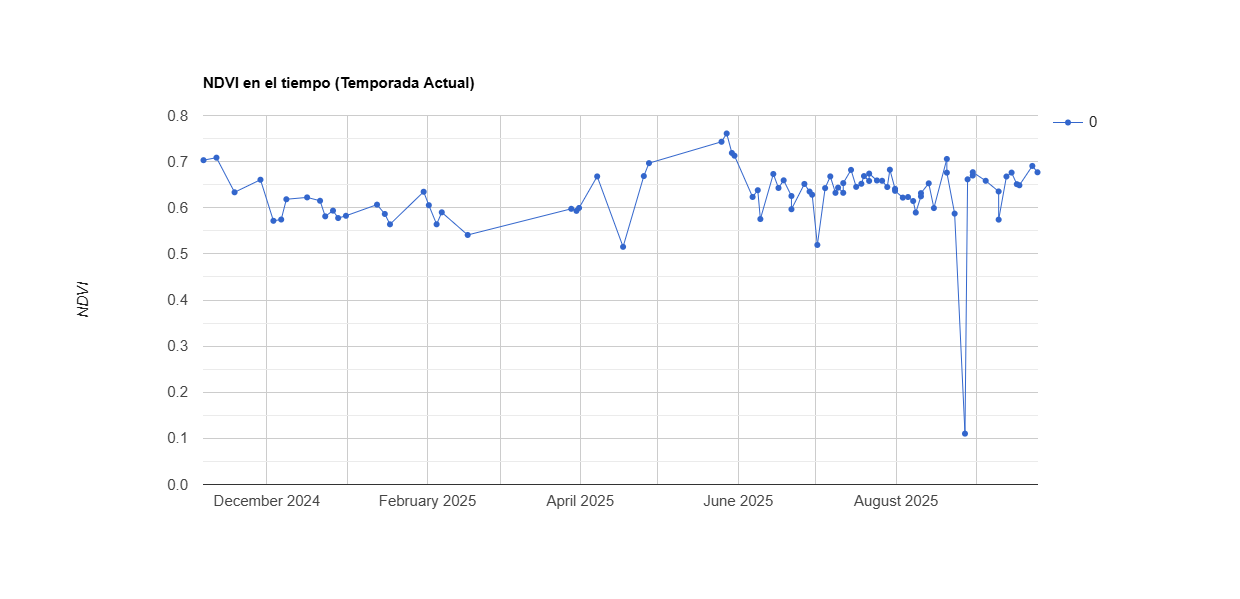 NDVI en el tiempo (Temporada Actual)
0.8
0
0.7
0.6
0.5
0.4
0.3
0.2
0.1
0.0
NDVI
December 2024
February 2025
April 2025
June 2025
August 2025